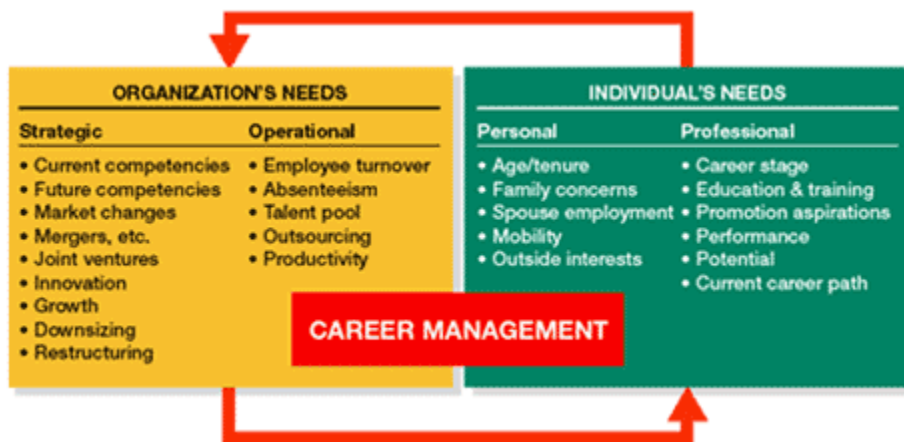 ORGANIZATION'S NEEDS
Strategic
• Current competencies
• Future competencies
• Market changes
• Mergers, etc.
• Joint ventures
• Innovation
• Growth
• Downsizing
• Restructuring
Operational
• Employee turnover
• Absenteeism
• Talent pool
• Outsourcing
• Productivity
INDIVIDUAL'S NEEDS
Personal
• Age/tenure
• Family concerns
• Spouse employment
• Mobility
• Outside interests
Professional
• Career stage
• Education & training
• Promotion aspirations
• Performance
• Potential
• Current career path
CAREER MANAGEMENT